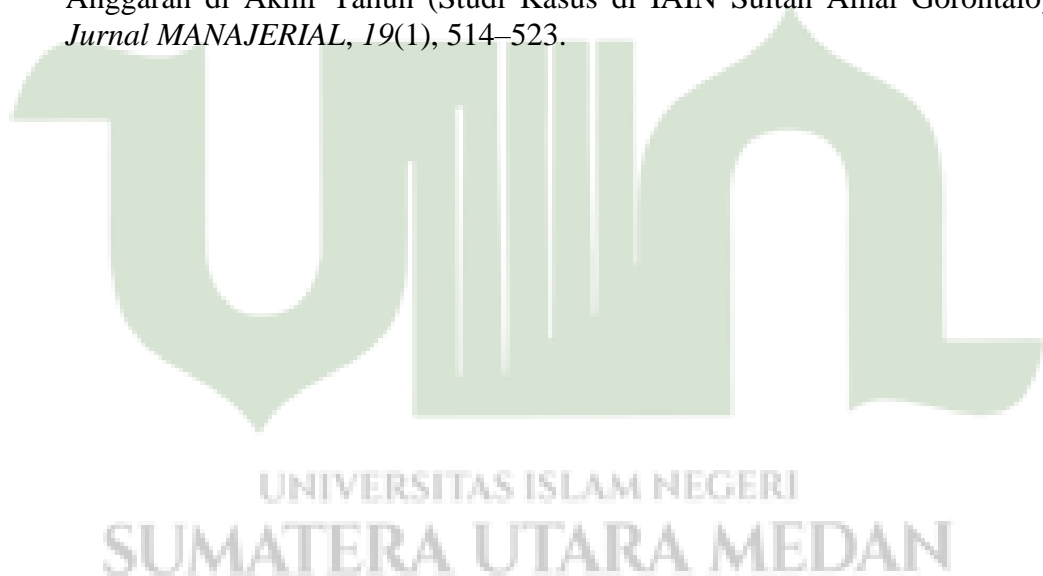 Anggaran di Akhir Tahun (Studi Kasus di IAIN Sultan Amai Gorontalo)
Jurnal MANAJERIAL, 19(1), 514–523.
UIN
UNIVERSITAS ISLAM NEGERI
SUMATERA UTARA MEDAN